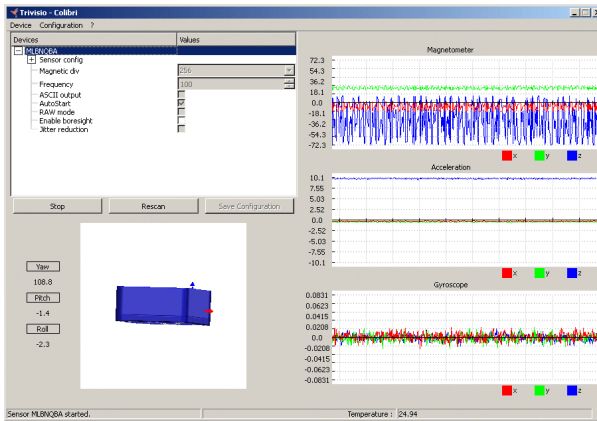 Trivisio - Colibri
Device Configuration ?
Devices Values
MLBNQBA
Sensor config
Magnetic div 256
Frequency 100
ASCII output
AutoStart
RAW mode
Enable boresight
Jitter reduction
Stop Rescan Save Configuration
Yaw
108.8
Pitch
-1.4
Roll
-2.3
Magnetometer
72.3
54.3
36.2
18.1
0.0
-18.1
-36.2
-54.3
-72.3
x y z
Acceleration
10.1
7.55
5.03
2.52
0.0
-2.52
-5.03
-7.55
-10.1
x y z
Gyroscope
0.0831
0.0623
0.0415
0.0208
0.0
-0.0208
-0.0415
-0.0623
-0.0831
x y z
Sensor MLBNQBA started. Temperature : 24.94